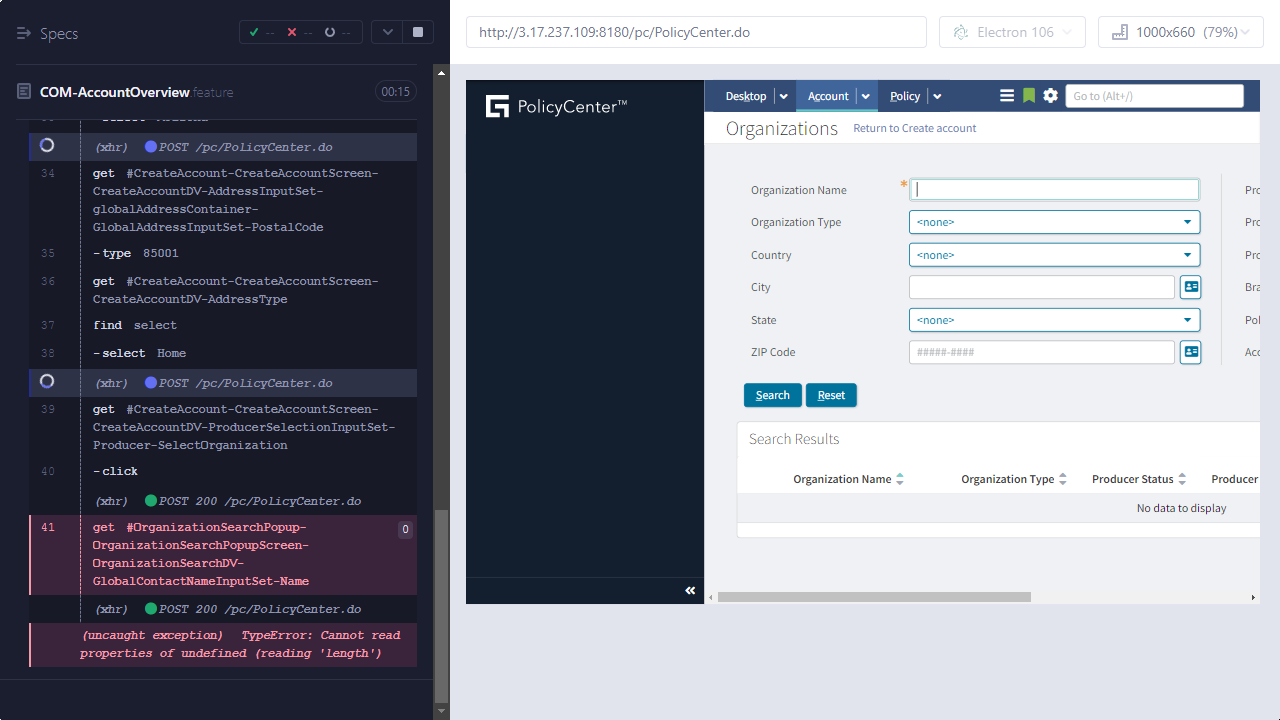 Specs
--
--
--
COM-AccountOverview feature
00:15
(xhr) POST /pc/PolicyCenter.do
34 get #CreateAccount-CreateAccountScreen-
CreateAccountDV-AddressInputSet-
globalAddressContainer-
GlobalAddressInputSet-PostalCode
35 -type 85001
36 get #CreateAccount-CreateAccountScreen-
CreateAccountDV-AddressType
37 find select
38 -select Home
(xhr) POST /pc/PolicyCenter.do
39 get #CreateAccount-CreateAccountScreen-
CreateAccountDV-ProducerSelectionInputSet-
Producer-SelectOrganization
40 -click
(xhr) POST 200 /pc/PolicyCenter.do
41 get #OrganizationSearchPopup-
OrganizationSearchPopupScreen-
OrganizationSearchDV-
GlobalContactNameInputSet-Name
0
(xhr) POST 200 /pc/PolicyCenter.do
(uncaught exception) TypeError: Cannot read
properties of undefined (reading 'length')
http://3.17.237.109:8180/pc/PolicyCenter.do
Electron 106
1000x660 (79%)
PolicyCenter™
Desktop
Account
Policy
Go to (Alt+/)
Organizations
Return to Create account
Organization Name
*
Organization Type
<none>
Country
<none>
City
State
<none>
ZIP Code
#####-####
Search
Reset
Search Results
Organization Name
Organization Type
Producer Status
Producer
No data to display